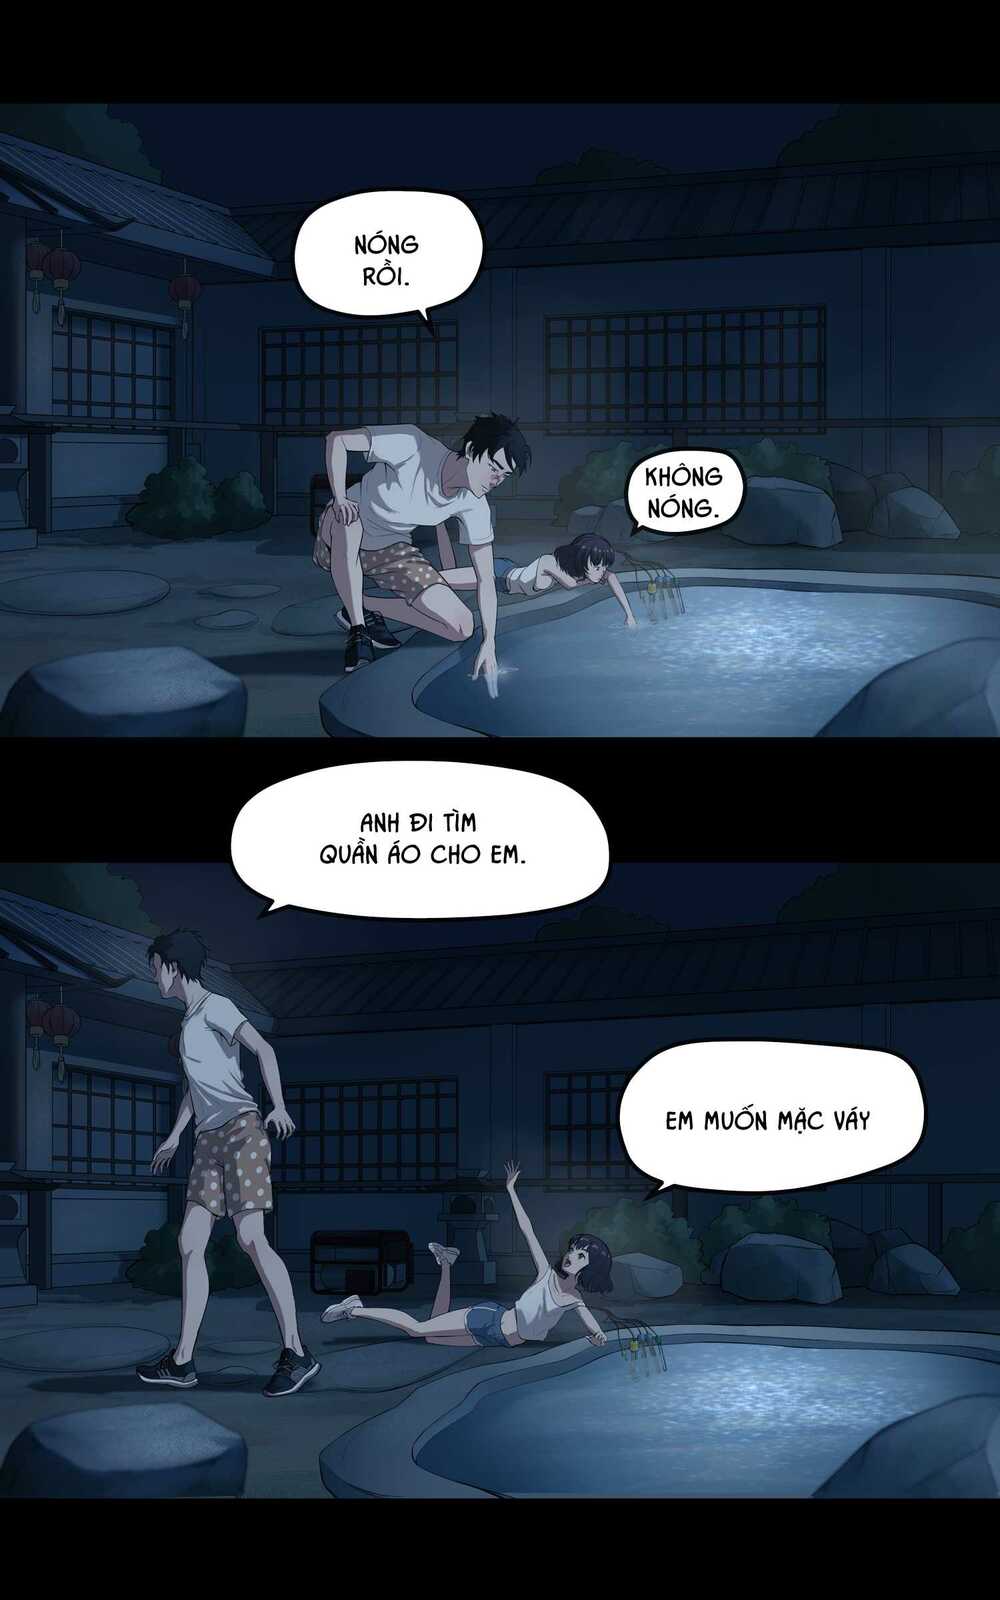 NÓNG
RỒI.
KHÔNG
NÓNG.
ANH ĐI TÌM
QUẦN ÁO CHO EM.
EM MUỐN MẶC VÁY